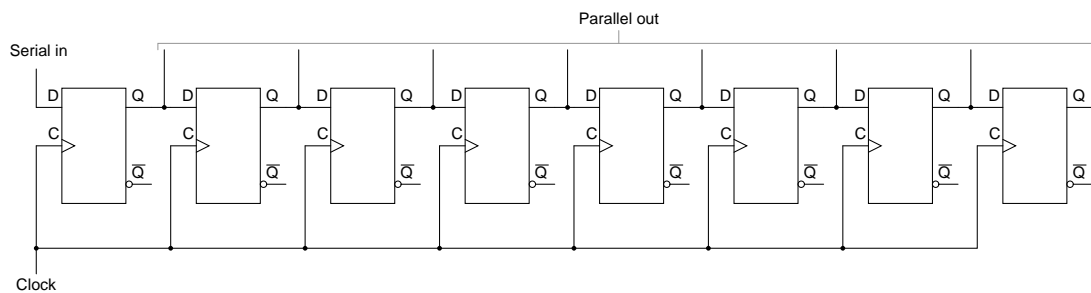 Parallel out
Serial in
D Q D Q D Q D Q D Q D Q D Q D Q
C C C C C C C C
Q̅ Q̅ Q̅ Q̅ Q̅ Q̅ Q̅ Q̅
Clock